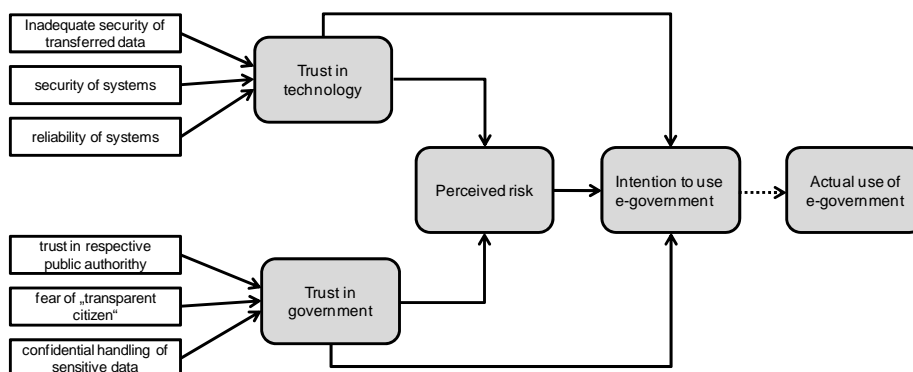 Inadequate security of
transferred data
security of systems
reliability of systems
Trust in
technology
Perceived risk
Intention to use
e-government
Actual use of
e-government
trust in respective
public authorithy
fear of „transparent
citizen“
confidential handling of
sensitive data
Trust in
government